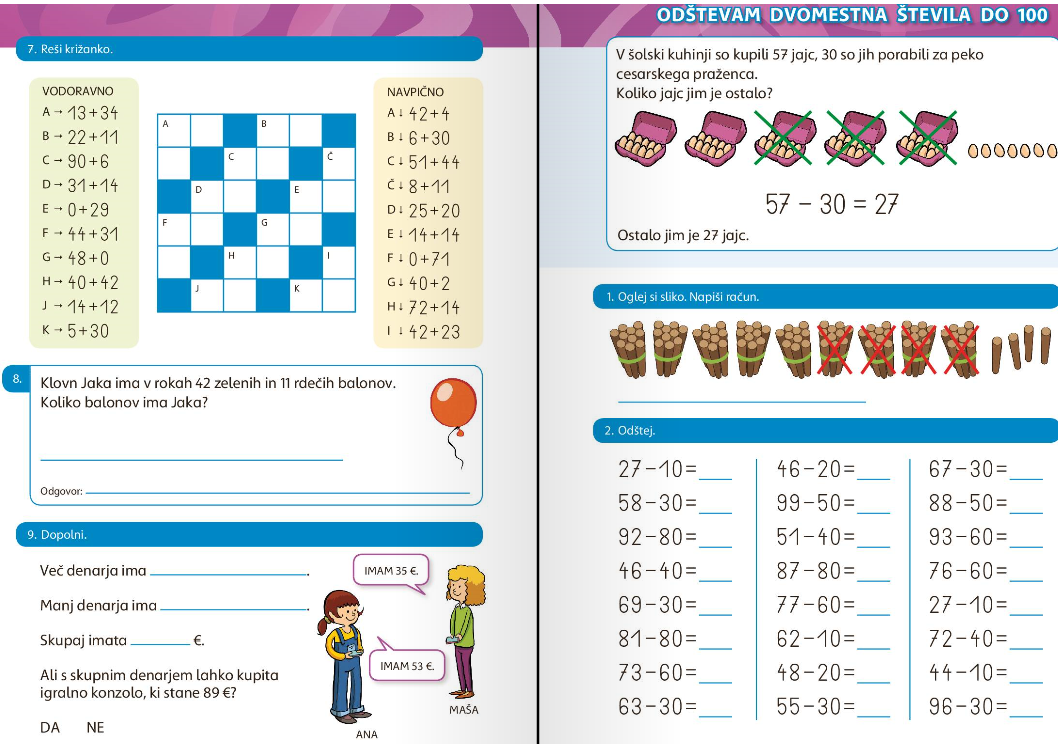 7. Reši križanko.
VODORAVNO
A → 13+34
B → 22+11
C → 90+6
D → 31+14
E → 0+29
F → 44+31
G → 48+0
H → 40+42
J → 14+12
K → 5+30
A
B
C
Č
D
E
F
G
H
I
J
K
NAVPIČNO
A ↓ 42+4
B ↓ 6+30
C ↓ 51+44
Č ↓ 8+11
D ↓ 25+20
E ↓ 14+14
F ↓ 0+71
G ↓ 40+2
H ↓ 72+14
I ↓ 42+23
8.
Klovn Jaka ima v rokah 42 zelenih in 11 rdečih balonov.
Koliko balonov ima Jaka?
Odgovor:
9. Dopolni.
Več denarja ima ____.
Manj denarja ima ____.
Skupaj imata ____ €.
Ali s skupnim denarjem lahko kupita
igralno konzolo, ki stane 89 €?
DA NE
IMAM 35 €.
IMAM 53 €.
MAŠA
ANA
ODŠTEVAM DVOMESTNA ŠTEVILA DO 100
V šolski kuhinji so kupili 57 jajc, 30 so jih porabili za peko
cesarskega praženca.
Koliko jajc jim je ostalo?
57 − 30 = 27
Ostalo jim je 27 jajc.
1. Oglej si sliko. Napiši račun.
2. Odštej.
27−10=
58−30=
92−80=
46−40=
69−30=
81−80=
73−60=
63−30=
46−20=
99−50=
51−40=
87−80=
77−60=
62−10=
48−20=
55−30=
67−30=
88−50=
93−60=
76−60=
27−10=
72−40=
44−10=
96−30=